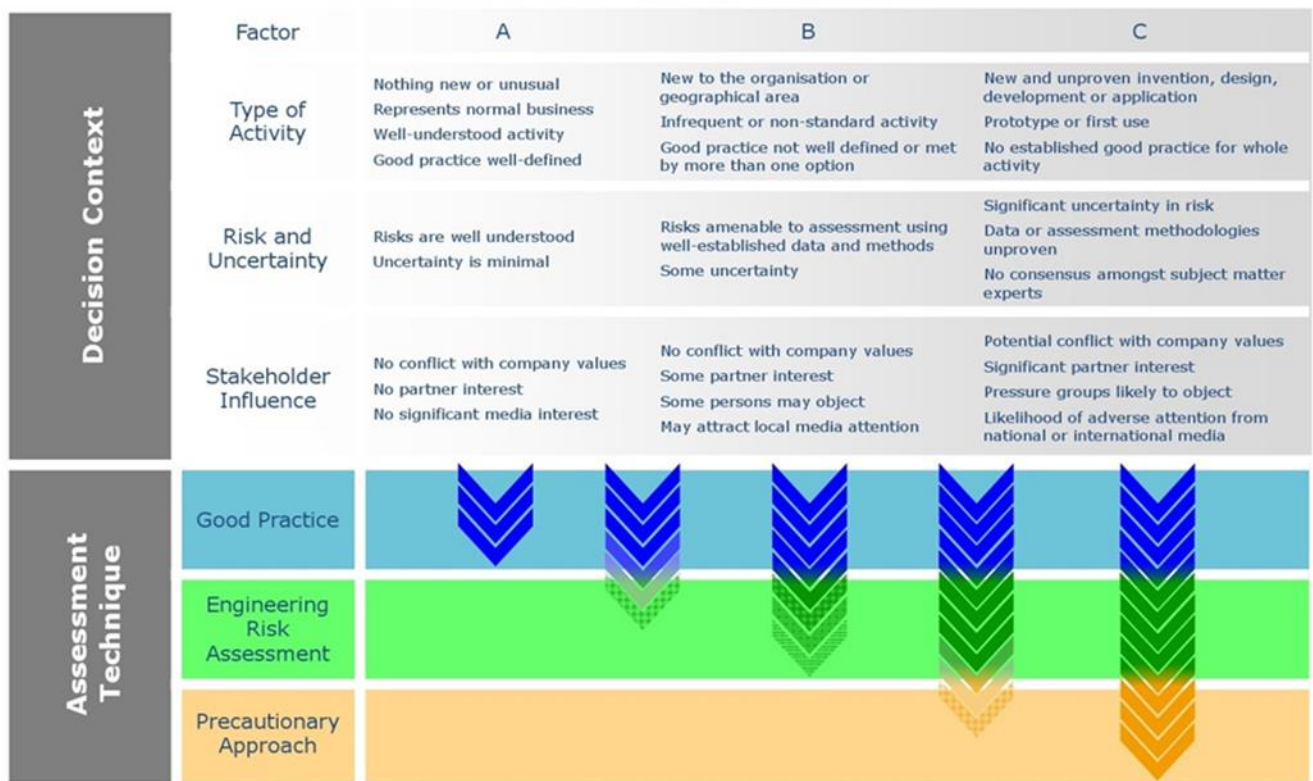 Decision Context
Factor
A
B
C
Type of
Activity
Nothing new or unusual
Represents normal business
Well-understood activity
Good practice well-defined
New to the organisation or
geographical area
Infrequent or non-standard activity
Good practice not well defined or met
by more than one option
New and unproven invention, design,
development or application
Prototype or first use
No established good practice for whole
activity
Risk and
Uncertainty
Risks are well understood
Uncertainty is minimal
Risks amenable to assessment using
well-established data and methods
Some uncertainty
Significant uncertainty in risk
Data or assessment methodologies
unproven
No consensus amongst subject matter
experts
Stakeholder
Influence
No conflict with company values
No partner interest
No significant media interest
No conflict with company values
Some partner interest
Some persons may object
May attract local media attention
Potential conflict with company values
Significant partner interest
Pressure groups likely to object
Likelihood of adverse attention from
national or international media
Assessment
Technique
Good Practice
Engineering
Risk
Assessment
Precautionary
Approach